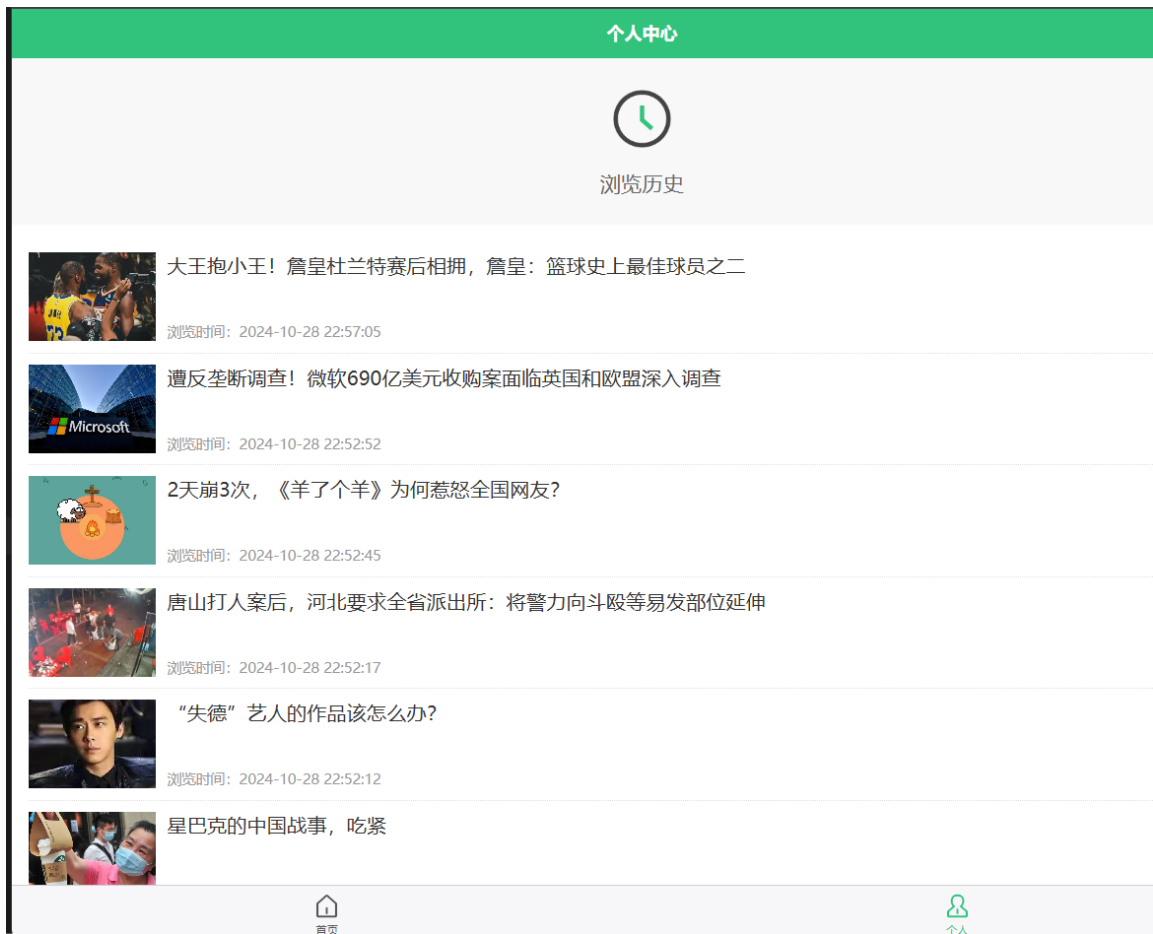 个人中心
浏览历史
大王抱小王！詹皇杜兰特赛后相拥，詹皇：篮球史上最佳球员之二
浏览时间：2024-10-28 22:57:05
Microsoft
遭反垄断调查！微软690亿美元收购案面临英国和欧盟深入调查
浏览时间：2024-10-28 22:52:52
2天崩3次，《羊了个羊》为何惹怒全国网友？
浏览时间：2024-10-28 22:52:45
唐山打人案后，河北要求全省派出所：将警力向斗殴等易发部位延伸
浏览时间：2024-10-28 22:52:17
“失德”艺人的作品该怎么办？
浏览时间：2024-10-28 22:52:12
星巴克的中国战事，吃紧
首页
个人